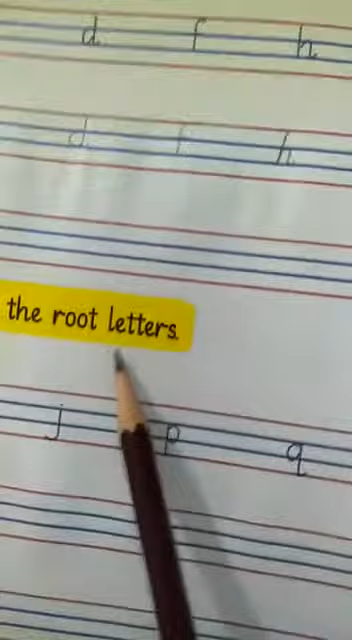 d f h
d f h
the root letters.
j p q